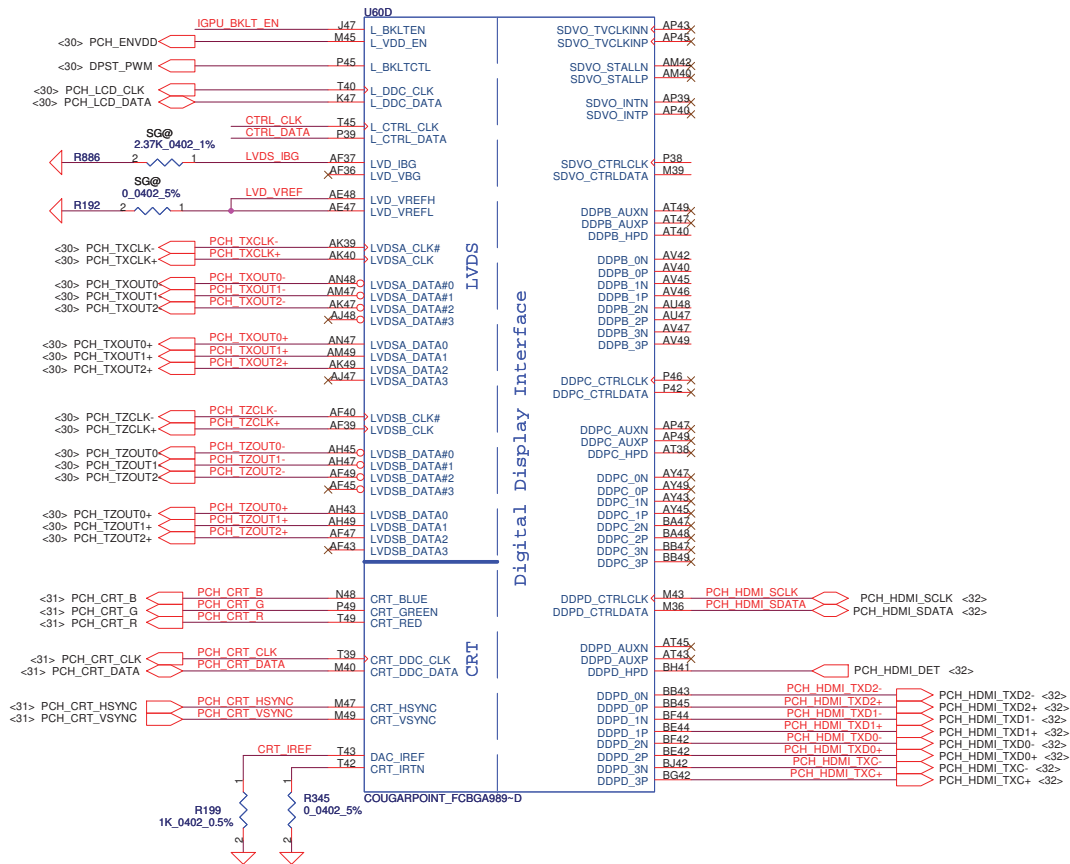 U60D
IGPU_BKLT_EN J47 L_BKLTEN
<30> PCH_ENVDD M45 L_VDD_EN
<30> DPST_PWM P45 L_BKLTCTL
<30> PCH_LCD_CLK T40 L_DDC_CLK
<30> PCH_LCD_DATA K47 L_DDC_DATA
CTRL_CLK T45 L_CTRL_CLK
CTRL_DATA P39 L_CTRL_DATA
SG@
2.37K_0402_1%
R886 2 1 LVDS_IBG AF37 LVD_IBG
AF36 LVD_VBG
SG@
0_0402_5%
LVD_VREF AE48 LVD_VREFH
R192 2 1 AE47 LVD_VREFL
<30> PCH_TXCLK- PCH_TXCLK- AK39 LVDSA_CLK#
<30> PCH_TXCLK+ PCH_TXCLK+ AK40 LVDSA_CLK
<30> PCH_TXOUT0- PCH_TXOUT0- AN48 LVDSA_DATA#0
<30> PCH_TXOUT1- PCH_TXOUT1- AM47 LVDSA_DATA#1
<30> PCH_TXOUT2- PCH_TXOUT2- AK47 LVDSA_DATA#2
AJ48 LVDSA_DATA#3
<30> PCH_TXOUT0+ PCH_TXOUT0+ AN47 LVDSA_DATA0
<30> PCH_TXOUT1+ PCH_TXOUT1+ AM49 LVDSA_DATA1
<30> PCH_TXOUT2+ PCH_TXOUT2+ AK49 LVDSA_DATA2
AJ47 LVDSA_DATA3
<30> PCH_TZCLK- PCH_TZCLK- AF40 LVDSB_CLK#
<30> PCH_TZCLK+ PCH_TZCLK+ AF39 LVDSB_CLK
<30> PCH_TZOUT0- PCH_TZOUT0- AH45 LVDSB_DATA#0
<30> PCH_TZOUT1- PCH_TZOUT1- AH47 LVDSB_DATA#1
<30> PCH_TZOUT2- PCH_TZOUT2- AF49 LVDSB_DATA#2
AF45 LVDSB_DATA#3
<30> PCH_TZOUT0+ PCH_TZOUT0+ AH43 LVDSB_DATA0
<30> PCH_TZOUT1+ PCH_TZOUT1+ AH49 LVDSB_DATA1
<30> PCH_TZOUT2+ PCH_TZOUT2+ AF47 LVDSB_DATA2
AF43 LVDSB_DATA3
<31> PCH_CRT_B PCH_CRT_B N48 CRT_BLUE
<31> PCH_CRT_G PCH_CRT_G P49 CRT_GREEN
<31> PCH_CRT_R PCH_CRT_R T49 CRT_RED
<31> PCH_CRT_CLK PCH_CRT_CLK T39 CRT_DDC_CLK
<31> PCH_CRT_DATA PCH_CRT_DATA M40 CRT_DDC_DATA
<31> PCH_CRT_HSYNC PCH_CRT_HSYNC M47 CRT_HSYNC
<31> PCH_CRT_VSYNC PCH_CRT_VSYNC M49 CRT_VSYNC
CRT_IREF T43 DAC_IREF
T42 CRT_IRTN
1 R199 1K_0402_0.5% 2
1 R345 0_0402_5% 2
COUGARPOINT_FCBGA989~D
LVDS
CRT
Digital Display Interface
SDVO_TVCLKINN AP43
SDVO_TVCLKINP AP45
SDVO_STALLN AM42
SDVO_STALLP AM40
SDVO_INTN AP39
SDVO_INTP AP40
SDVO_CTRLCLK P38
SDVO_CTRLDATA M39
DDPB_AUXN AT49
DDPB_AUXP AT47
DDPB_HPD AT40
DDPB_0N AV42
DDPB_0P AV40
DDPB_1N AV45
DDPB_1P AV46
DDPB_2N AU48
DDPB_2P AU47
DDPB_3N AV47
DDPB_3P AV49
DDPC_CTRLCLK P46
DDPC_CTRLDATA P42
DDPC_AUXN AP47
DDPC_AUXP AP49
DDPC_HPD AT38
DDPC_0N AY47
DDPC_0P AY49
DDPC_1N AY43
DDPC_1P AY45
DDPC_2N BA47
DDPC_2P BA48
DDPC_3N BB47
DDPC_3P BB49
DDPD_CTRLCLK M43 PCH_HDMI_SCLK PCH_HDMI_SCLK <32>
DDPD_CTRLDATA M36 PCH_HDMI_SDATA PCH_HDMI_SDATA <32>
DDPD_AUXN AT45
DDPD_AUXP AT43
DDPD_HPD BH41 PCH_HDMI_DET <32>
DDPD_0N BB43 PCH_HDMI_TXD2- PCH_HDMI_TXD2- <32>
DDPD_0P BB45 PCH_HDMI_TXD2+ PCH_HDMI_TXD2+ <32>
DDPD_1N BF44 PCH_HDMI_TXD1- PCH_HDMI_TXD1- <32>
DDPD_1P BE44 PCH_HDMI_TXD1+ PCH_HDMI_TXD1+ <32>
DDPD_2N BF42 PCH_HDMI_TXD0- PCH_HDMI_TXD0- <32>
DDPD_2P BE42 PCH_HDMI_TXD0+ PCH_HDMI_TXD0+ <32>
DDPD_3N BJ42 PCH_HDMI_TXC- PCH_HDMI_TXC- <32>
DDPD_3P BG42 PCH_HDMI_TXC+ PCH_HDMI_TXC+ <32>